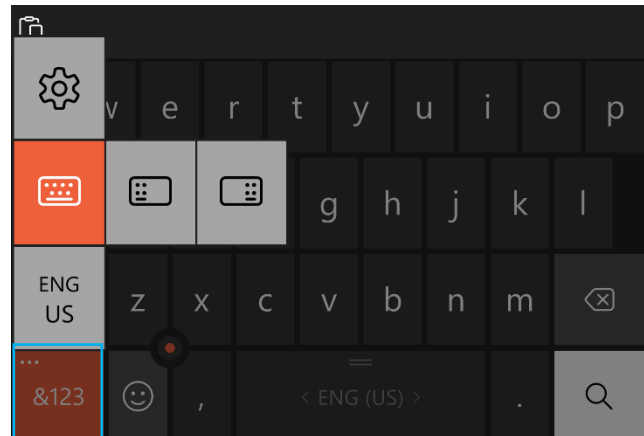 w e r t y u i o p
g h j k l
ENG
US
z x c v b n m
&123 , < ENG (US) > .